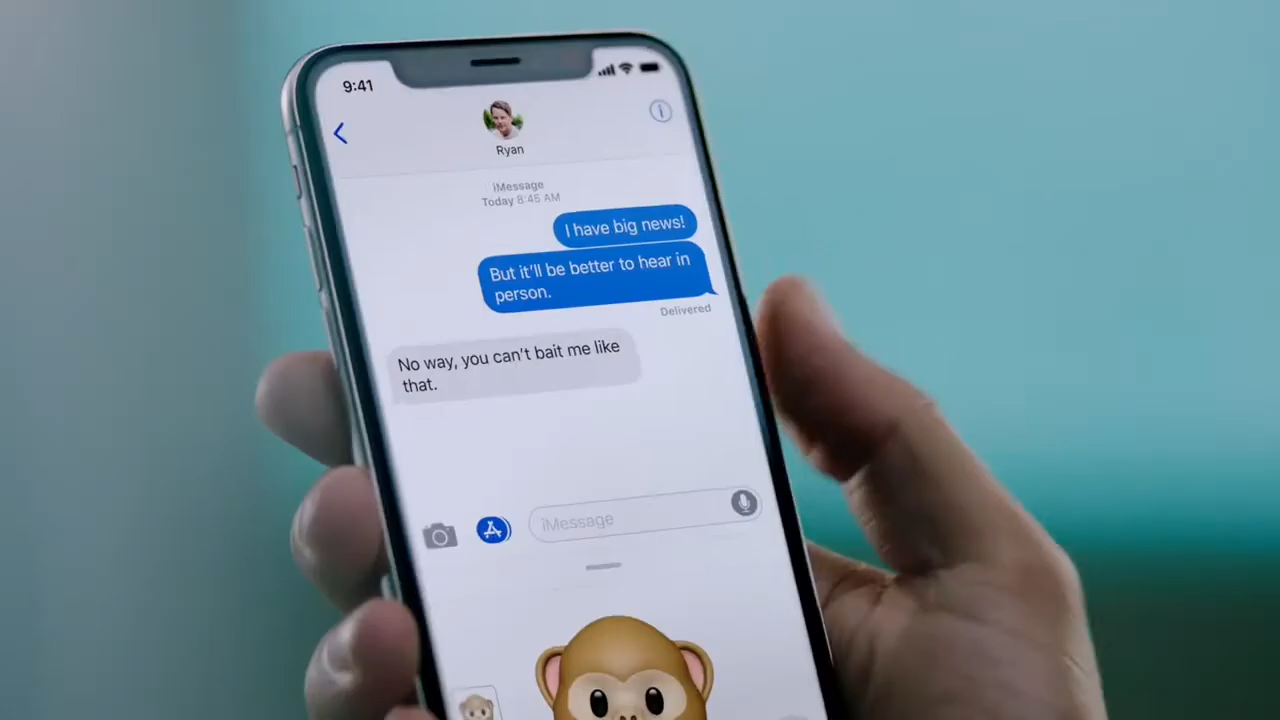 9:41
Ryan
iMessage
Today 8:45 AM
I have big news!
But it'll be better to hear in
person.
Delivered
No way, you can't bait me like
that.
iMessage